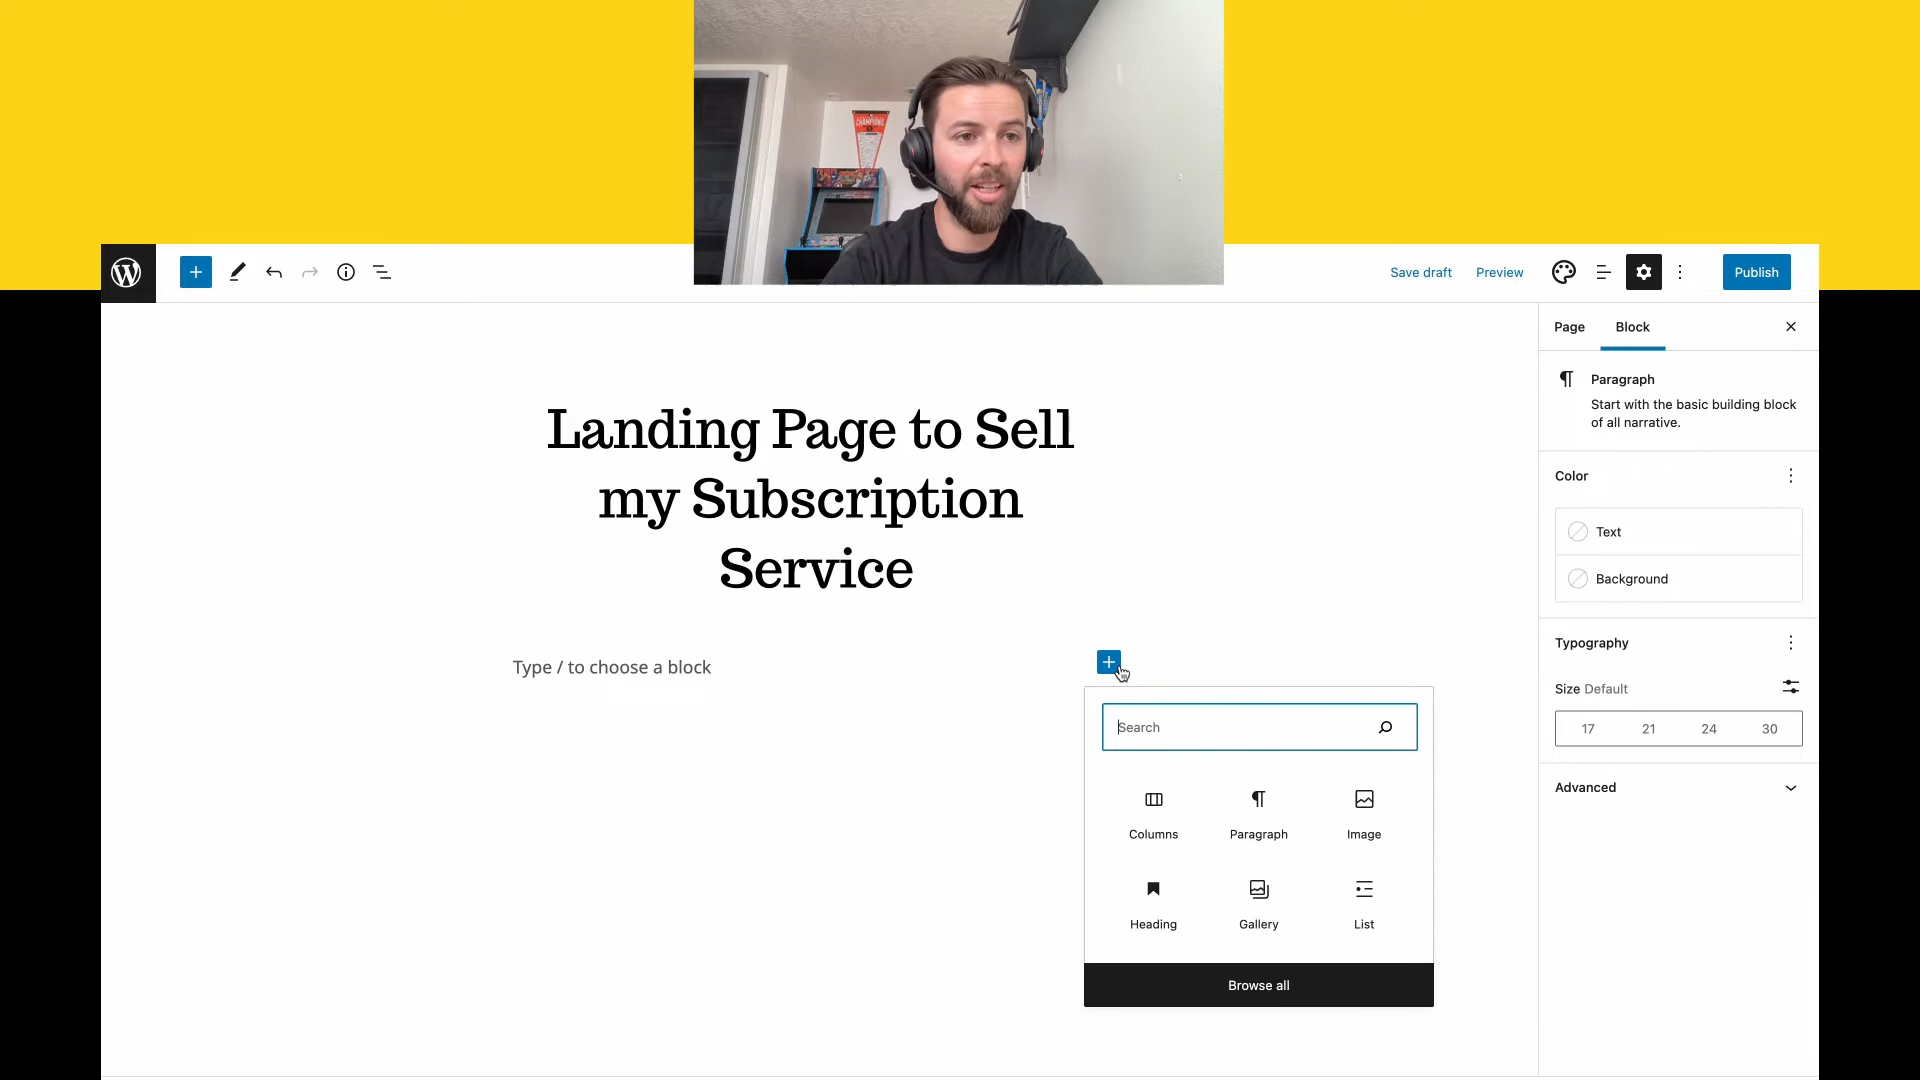 CHAMPIONS
Save draft
Preview
Publish
Landing Page to Sell
my Subscription
Service
Type / to choose a block
Search
Columns
Paragraph
Image
Heading
Gallery
List
Browse all
Page
Block
Paragraph
Start with the basic building block
of all narrative.
Color
Text
Background
Typography
Size Default
17 21 24 30
Advanced